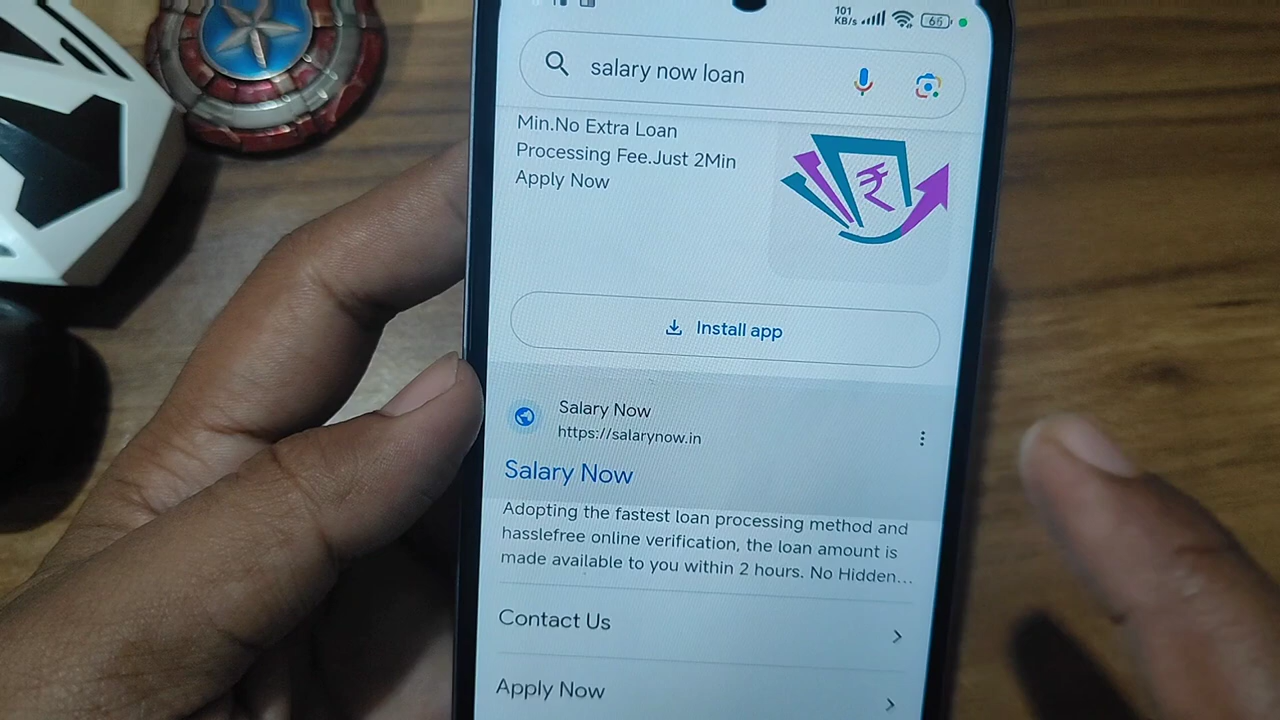 101
KB/s
65
salary now loan
Min.No Extra Loan
Processing Fee.Just 2Min
Apply Now
₹
Install app
Salary Now
https://salarynow.in
Salary Now
Adopting the fastest loan processing method and
hasslefree online verification, the loan amount is
made available to you within 2 hours. No Hidden...
Contact Us
Apply Now